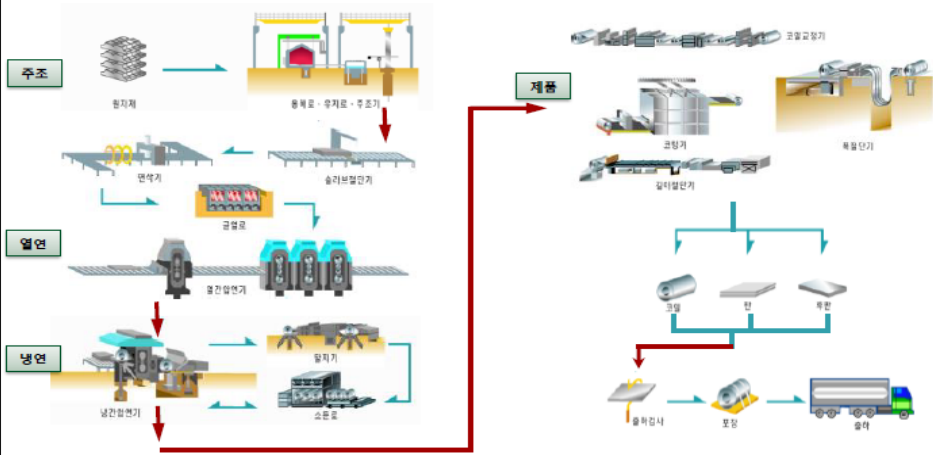 주조
원자재
용해로·유지로·주조기
면삭기
슬라브절단기
균열로
열연
열간압연기
냉연
냉간압연기
탈지기
소둔로
제품
코일교정기
코팅기
폭절단기
길이절단기
코일
판
후판
출하검사
포장
출하